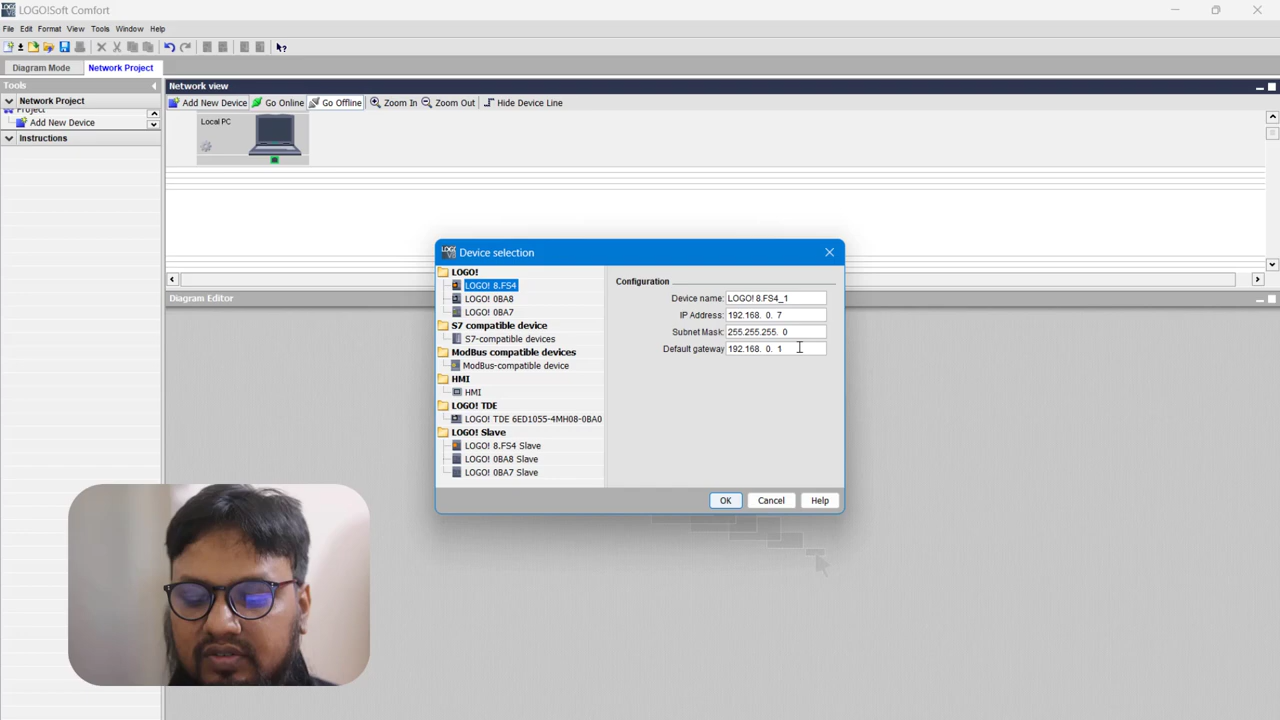 LOGO!Soft Comfort
File Edit Format View Tools Window Help
Diagram Mode Network Project
Tools
Network Project
Project
Add New Device
Instructions
Network view
Add New Device Go Online Go Offline Zoom In Zoom Out Hide Device Line
Local PC
Diagram Editor
Device selection
LOGO!
LOGO! 8.FS4
LOGO! 0BA8
LOGO! 0BA7
S7 compatible device
S7-compatible devices
ModBus compatible devices
ModBus-compatible device
HMI
HMI
LOGO! TDE
LOGO! TDE 6ED1055-4MH08-0BA0
LOGO! Slave
LOGO! 8.FS4 Slave
LOGO! 0BA8 Slave
LOGO! 0BA7 Slave
Configuration
Device name: LOGO! 8.FS4_1
IP Address: 192.168. 0. 7
Subnet Mask: 255.255.255. 0
Default gateway 192.168. 0. 1
OK Cancel Help